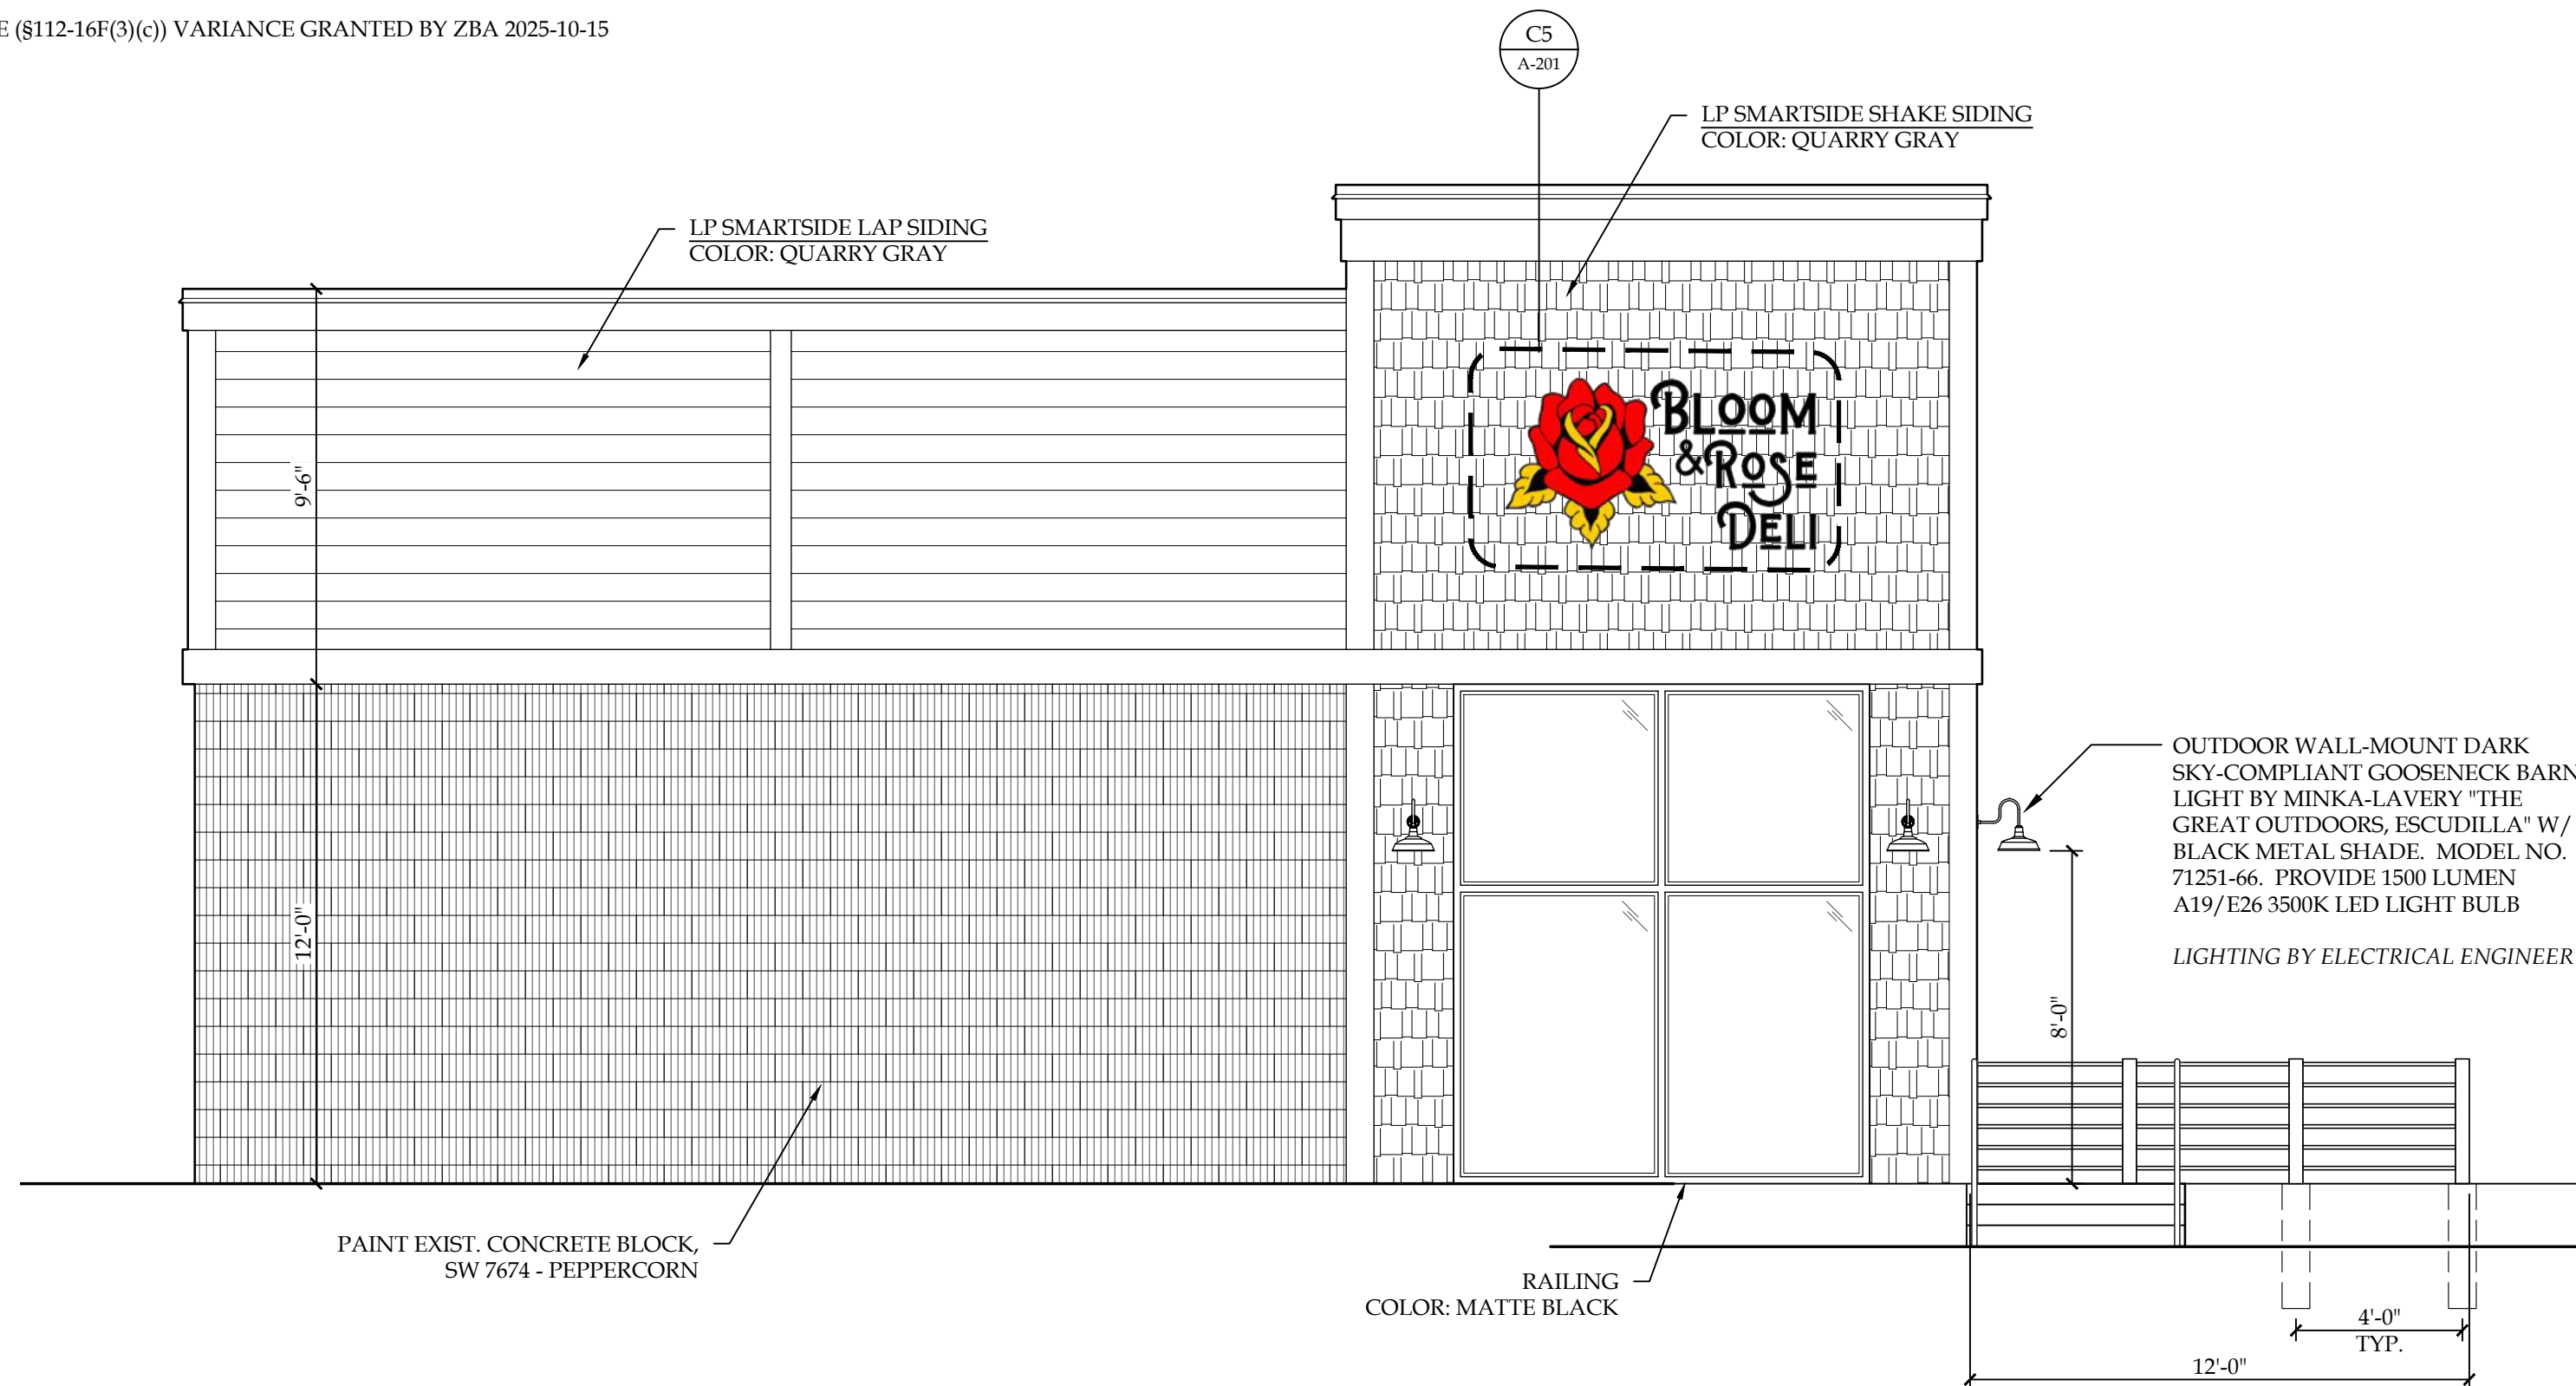 E (§112-16F(3)(c)) VARIANCE GRANTED BY ZBA 2025-10-15
C5
A-201
LP SMARTSIDE SHAKE SIDING
COLOR: QUARRY GRAY
LP SMARTSIDE LAP SIDING
COLOR: QUARRY GRAY
BLOOM
& ROSE
DELI
9'-6"
OUTDOOR WALL-MOUNT DARK
SKY-COMPLIANT GOOSENECK BARN
LIGHT BY MINKA-LAVERY "THE
GREAT OUTDOORS, ESCUDILLA" W/
BLACK METAL SHADE. MODEL NO.
71251-66. PROVIDE 1500 LUMEN
A19/E26 3500K LED LIGHT BULB
LIGHTING BY ELECTRICAL ENGINEER
12'-0"
8'-0"
PAINT EXIST. CONCRETE BLOCK,
SW 7674 - PEPPERCORN
RAILING
COLOR: MATTE BLACK
4'-0"
TYP.
12'-0"